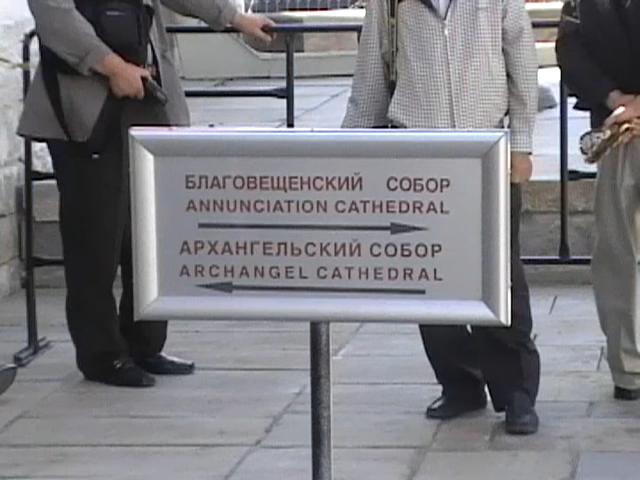 БЛАГОВЕЩЕНСКИЙ СОБОР
ANNUNCIATION CATHEDRAL
АРХАНГЕЛЬСКИЙ СОБОР
ARCHANGEL CATHEDRAL